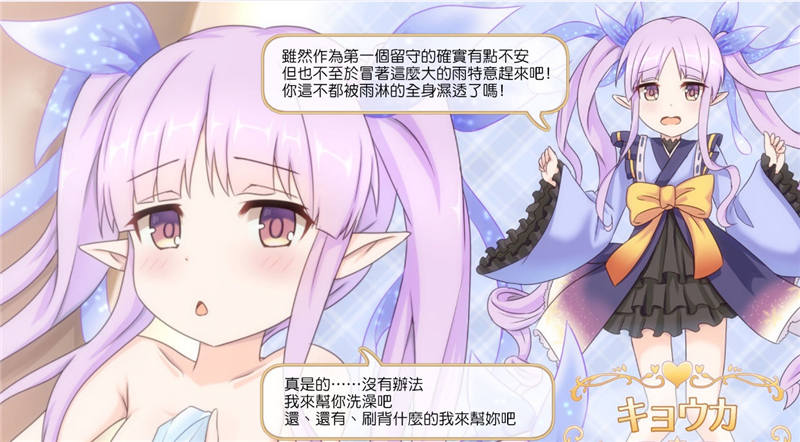 雖然作為第一個留守的確實有點不安
但也不至於冒著這麼大的雨特意趕來吧!
你這不都被雨淋的全身濕透了嗎!
真是的……沒有辦法
我來幫你洗澡吧
還、還有、刷背什麼的我來幫妳吧
キョウカ